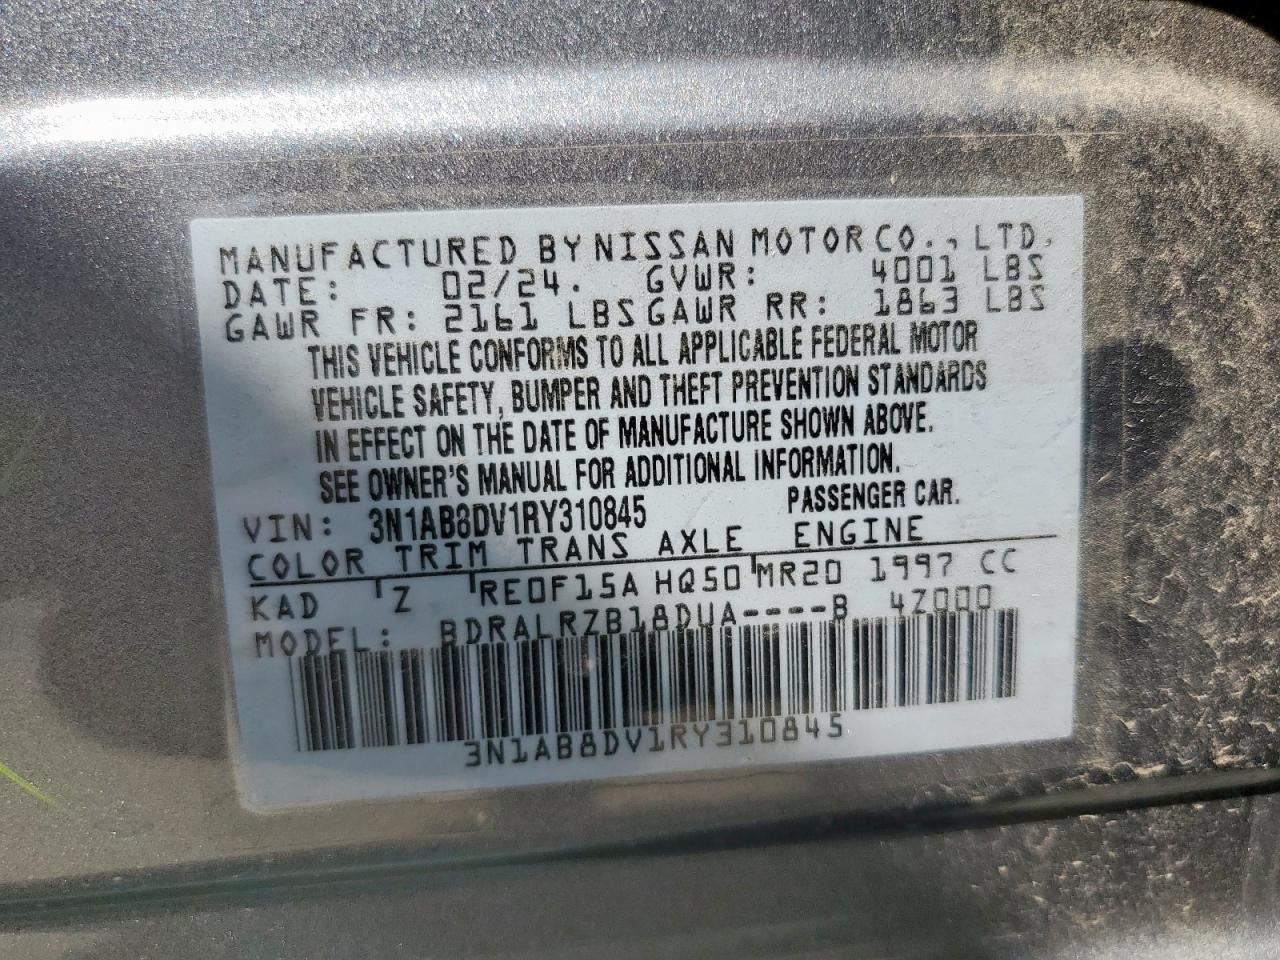 MANUFACTURED BY NISSAN MOTOR CO., LTD.
DATE: 02/24. GVWR: 4001 LBS
GAWR FR: 2161 LBS GAWR RR: 1863 LBS
THIS VEHICLE CONFORMS TO ALL APPLICABLE FEDERAL MOTOR
VEHICLE SAFETY, BUMPER AND THEFT PREVENTION STANDARDS
IN EFFECT ON THE DATE OF MANUFACTURE SHOWN ABOVE.
SEE OWNER'S MANUAL FOR ADDITIONAL INFORMATION.
VIN: 3N1AB8DV1RY310845 PASSENGER CAR.
COLOR TRIM TRANS AXLE ENGINE
KAD Z RE0F15A HQ50 MR20 1997 CC
MODEL: BDRALRZB18DUA----B 4Z000
3N1AB8DV1RY310845